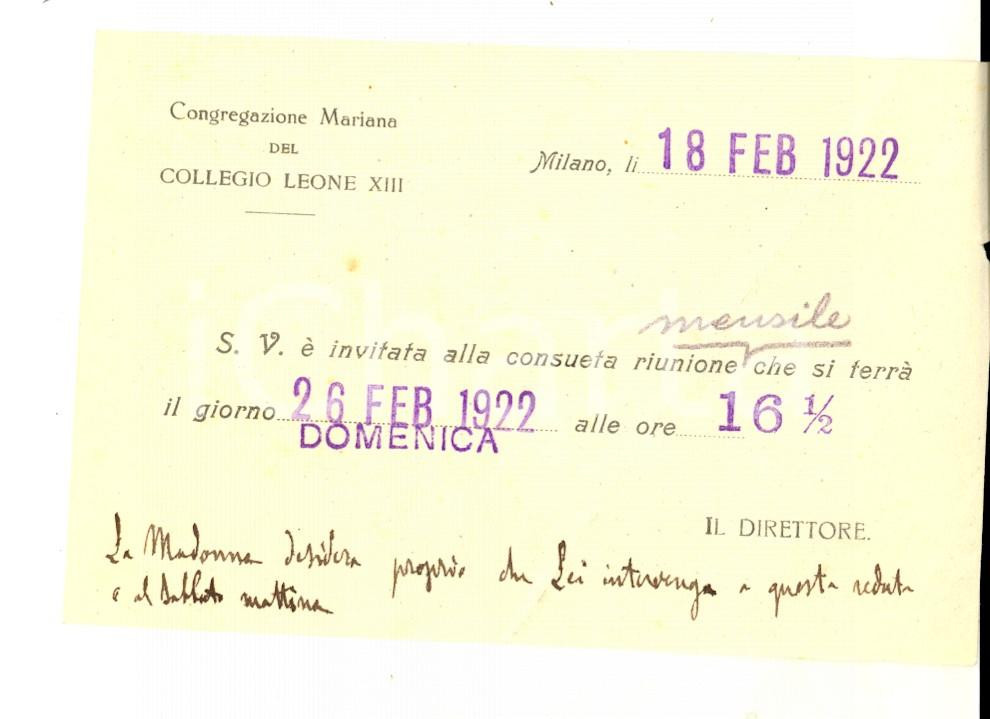 Congregazione Mariana
DEL
COLLEGIO LEONE XIII
Milano, li 18 FEB 1922
mensile
S. V. è invitata alla consueta riunione che si terrà
il giorno 26 FEB 1922 alle ore 16 ½
DOMENICA
IL DIRETTORE.
La Madonna desidera proprio che Lei intervenga a questa seduta
e al Sabbato mattina